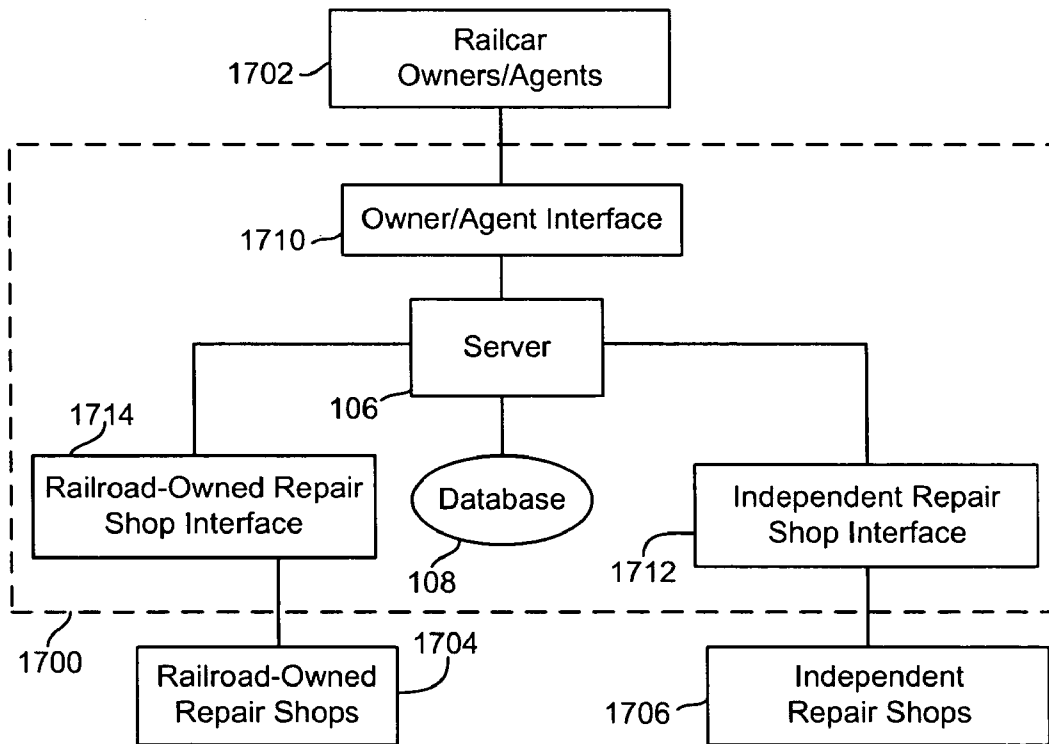 Railcar
Owners/Agents
1702
Owner/Agent Interface
1710
Server
106
1714
Railroad-Owned Repair
Shop Interface
Database
108
Independent Repair
Shop Interface
1712
1700
Railroad-Owned
Repair Shops
1704
Independent
Repair Shops
1706